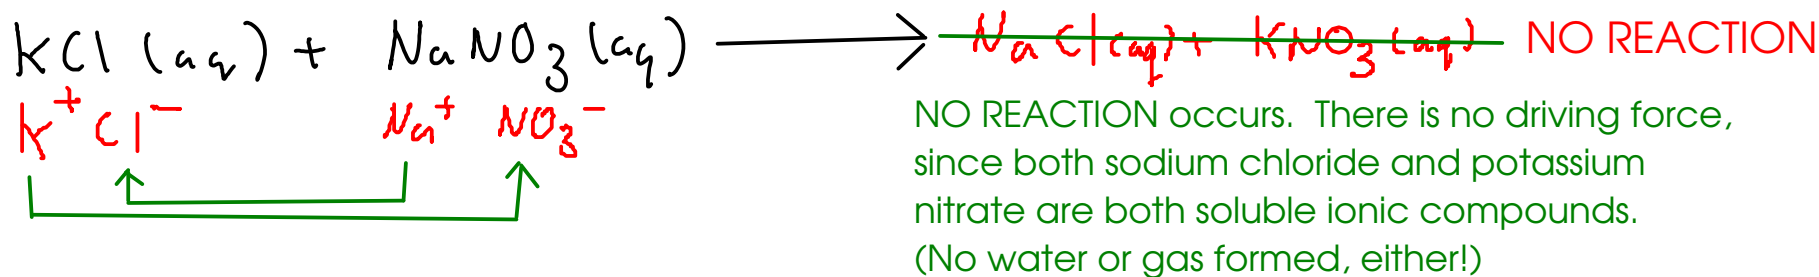 KCl (aq) + NaNO3 (aq) → NaCl(aq) + KNO3(aq) NO REACTION
K+ Cl- Na+ NO3-
NO REACTION occurs. There is no driving force,
since both sodium chloride and potassium
nitrate are both soluble ionic compounds.
(No water or gas formed, either!)